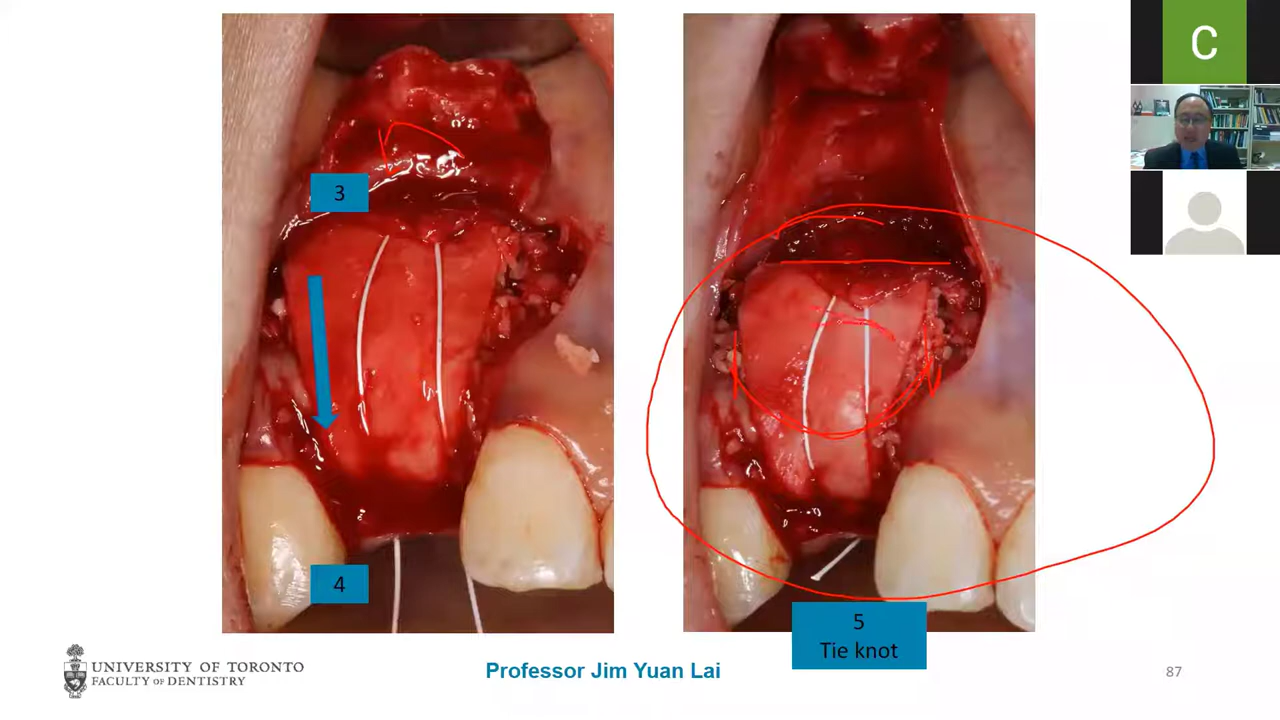 C
3
4
5
Tie knot
UNIVERSITY OF TORONTO
FACULTY OF DENTISTRY
Professor Jim Yuan Lai
87